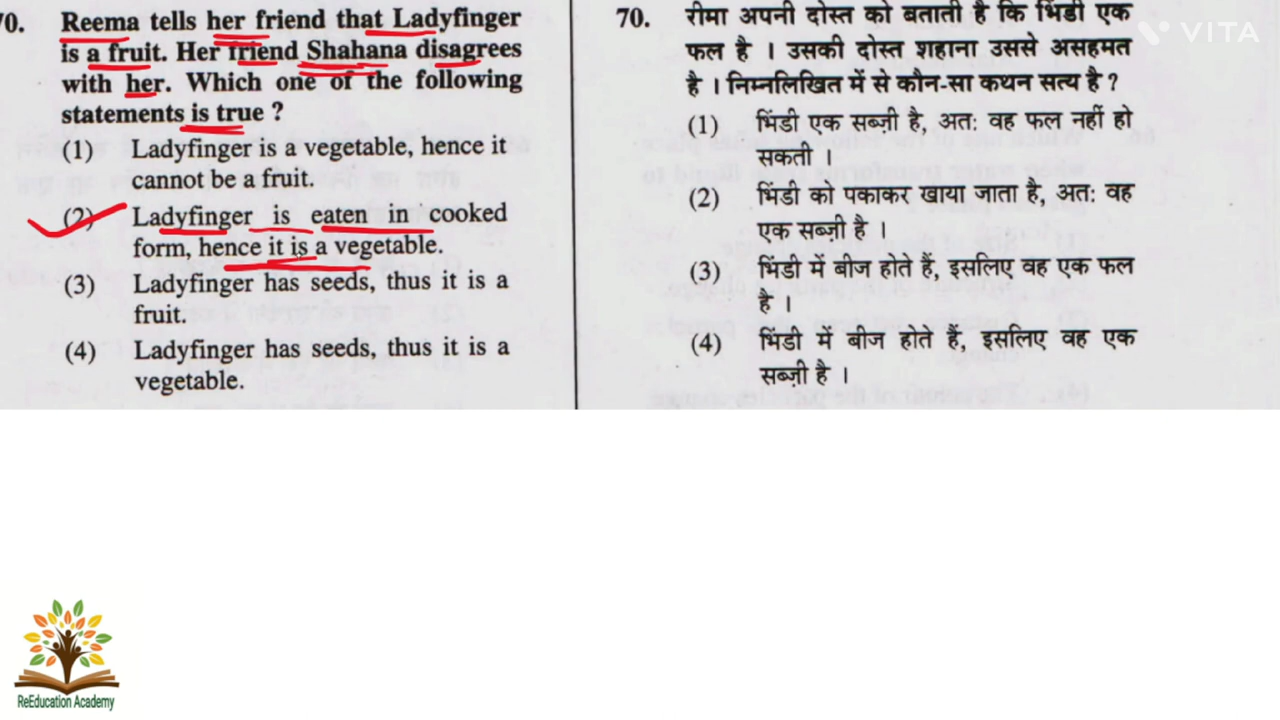 70. Reema tells her friend that Ladyfinger
is a fruit. Her friend Shahana disagrees
with her. Which one of the following
statements is true ?
(1) Ladyfinger is a vegetable, hence it
cannot be a fruit.
(2) Ladyfinger is eaten in cooked
form, hence it is a vegetable.
(3) Ladyfinger has seeds, thus it is a
fruit.
(4) Ladyfinger has seeds, thus it is a
vegetable.
70. रीमा अपनी दोस्त को बताती है कि भिंडी एक
फल है । उसकी दोस्त शहाना उससे असहमत
है । निम्नलिखित में से कौन-सा कथन सत्य है ?
(1) भिंडी एक सब्ज़ी है, अतः वह फल नहीं हो
सकती ।
(2) भिंडी को पकाकर खाया जाता है, अतः वह
एक सब्ज़ी है ।
(3) भिंडी में बीज होते हैं, इसलिए वह एक फल
है ।
(4) भिंडी में बीज होते हैं, इसलिए वह एक
सब्ज़ी है ।
VITA
ReEducation Academy